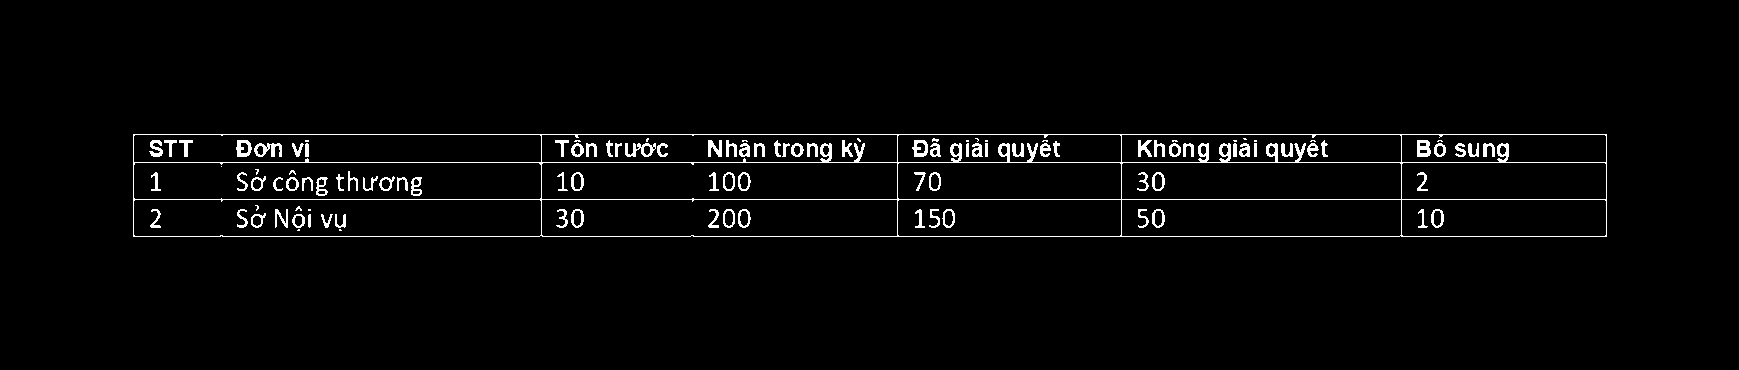 STT Đơn vị Tồn trước Nhận trong kỳ Đã giải quyết Không giải quyết Bổ sung
1 Sở công thương 10 100 70 30 2
2 Sở Nội vụ 30 200 150 50 10